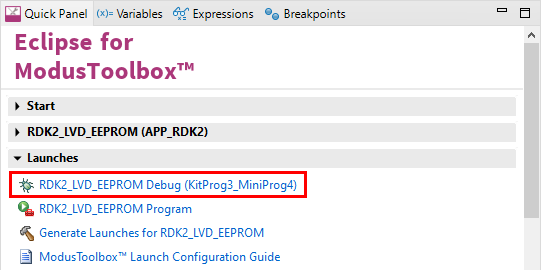 Quick Panel (x)= Variables Expressions Breakpoints
Eclipse for
ModusToolbox™
Start
RDK2_LVD_EEPROM (APP_RDK2)
Launches
RDK2_LVD_EEPROM Debug (KitProg3_MiniProg4)
RDK2_LVD_EEPROM Program
Generate Launches for RDK2_LVD_EEPROM
ModusToolbox™ Launch Configuration Guide